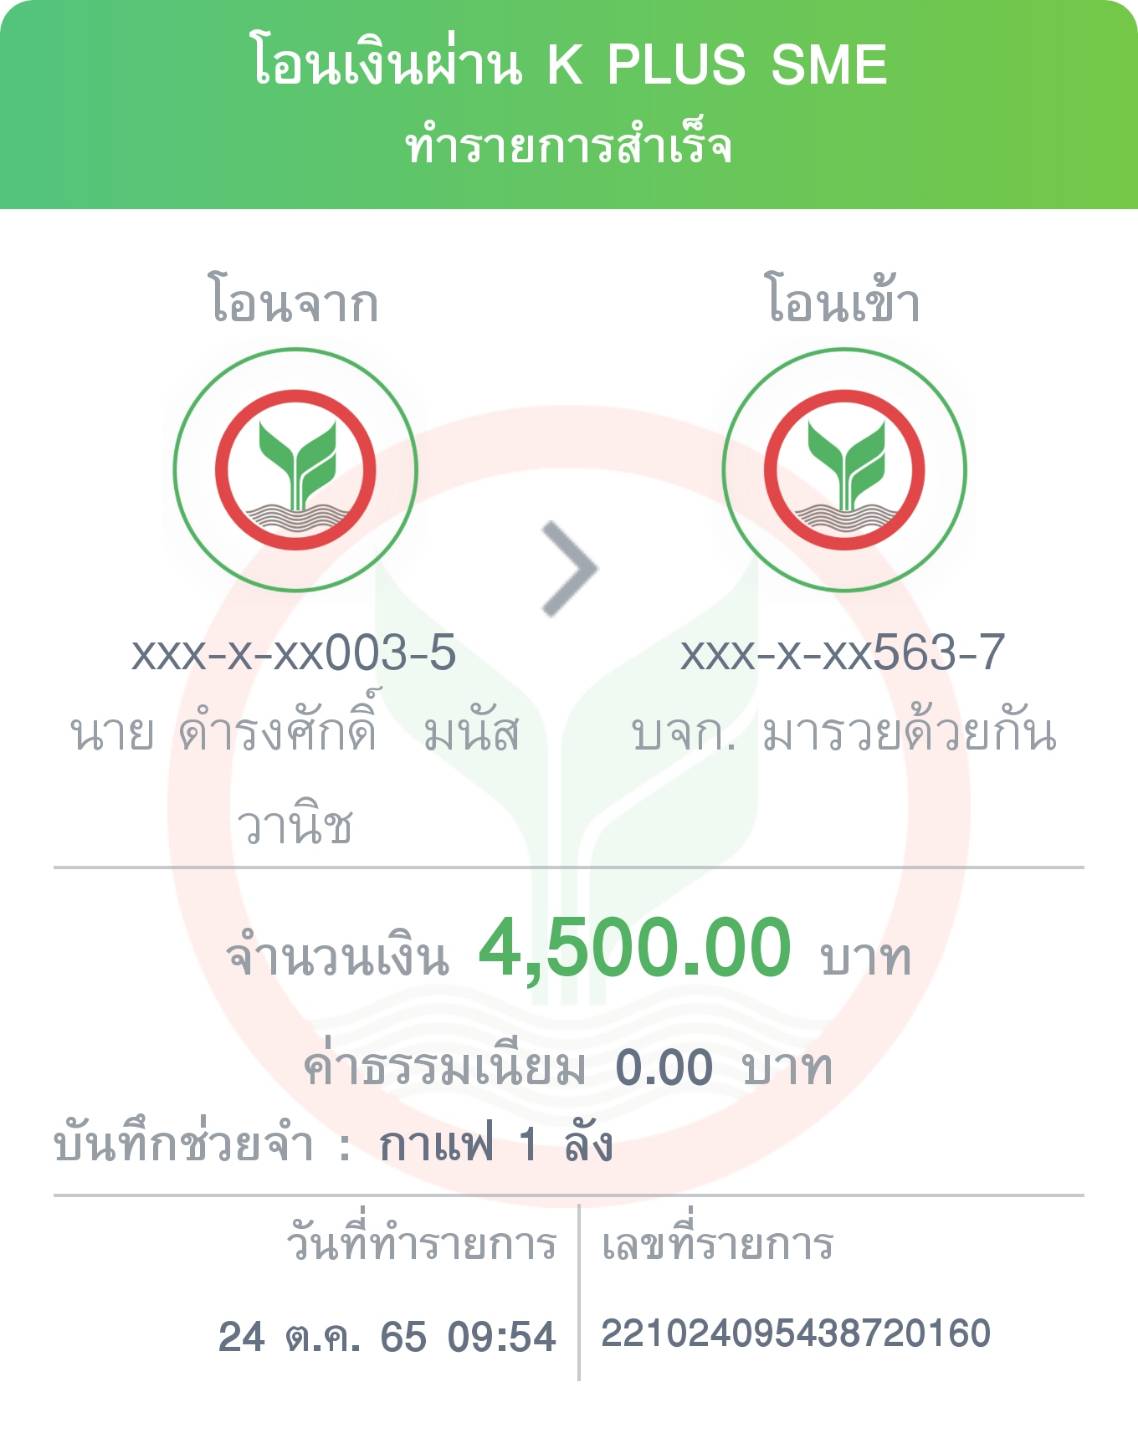 โอนเงินผ่าน K PLUS SME
ทำรายการสำเร็จ
โอนจาก
โอนเข้า
xxx-x-xx003-5
xxx-x-xx563-7
นาย ดำรงศักดิ์ มนัส
วานิช
บจก. มารวยด้วยกัน
จำนวนเงิน 4,500.00 บาท
ค่าธรรมเนียม 0.00 บาท
บันทึกช่วยจำ : กาแฟ 1 ลัง
วันที่ทำรายการ
24 ต.ค. 65 09:54
เลขที่รายการ
221024095438720160